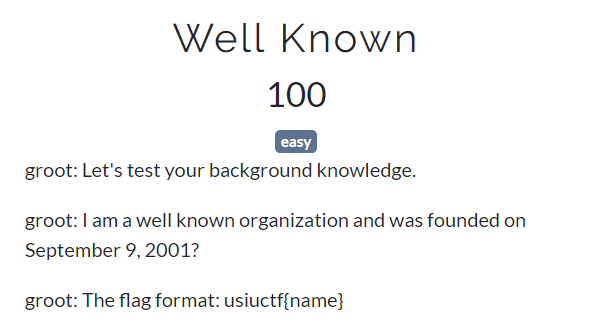 Well Known
100
easy
groot: Let's test your background knowledge.
groot: I am a well known organization and was founded on
September 9, 2001?
groot: The flag format: usiuctf{name}